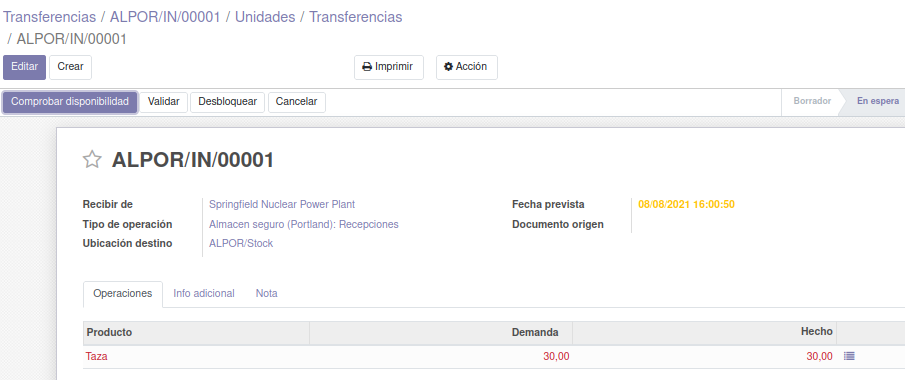 Transferencias / ALPOR/IN/00001 / Unidades / Transferencias
/ ALPOR/IN/00001
Editar Crear Imprimir Acción
Comprobar disponibilidad Validar Desbloquear Cancelar Borrador En espera
ALPOR/IN/00001
Recibir de Springfield Nuclear Power Plant Fecha prevista 08/08/2021 16:00:50
Tipo de operación Almacen seguro (Portland): Recepciones Documento origen
Ubicación destino ALPOR/Stock
Operaciones Info adicional Nota
Producto Demanda Hecho
Taza 30,00 30,00